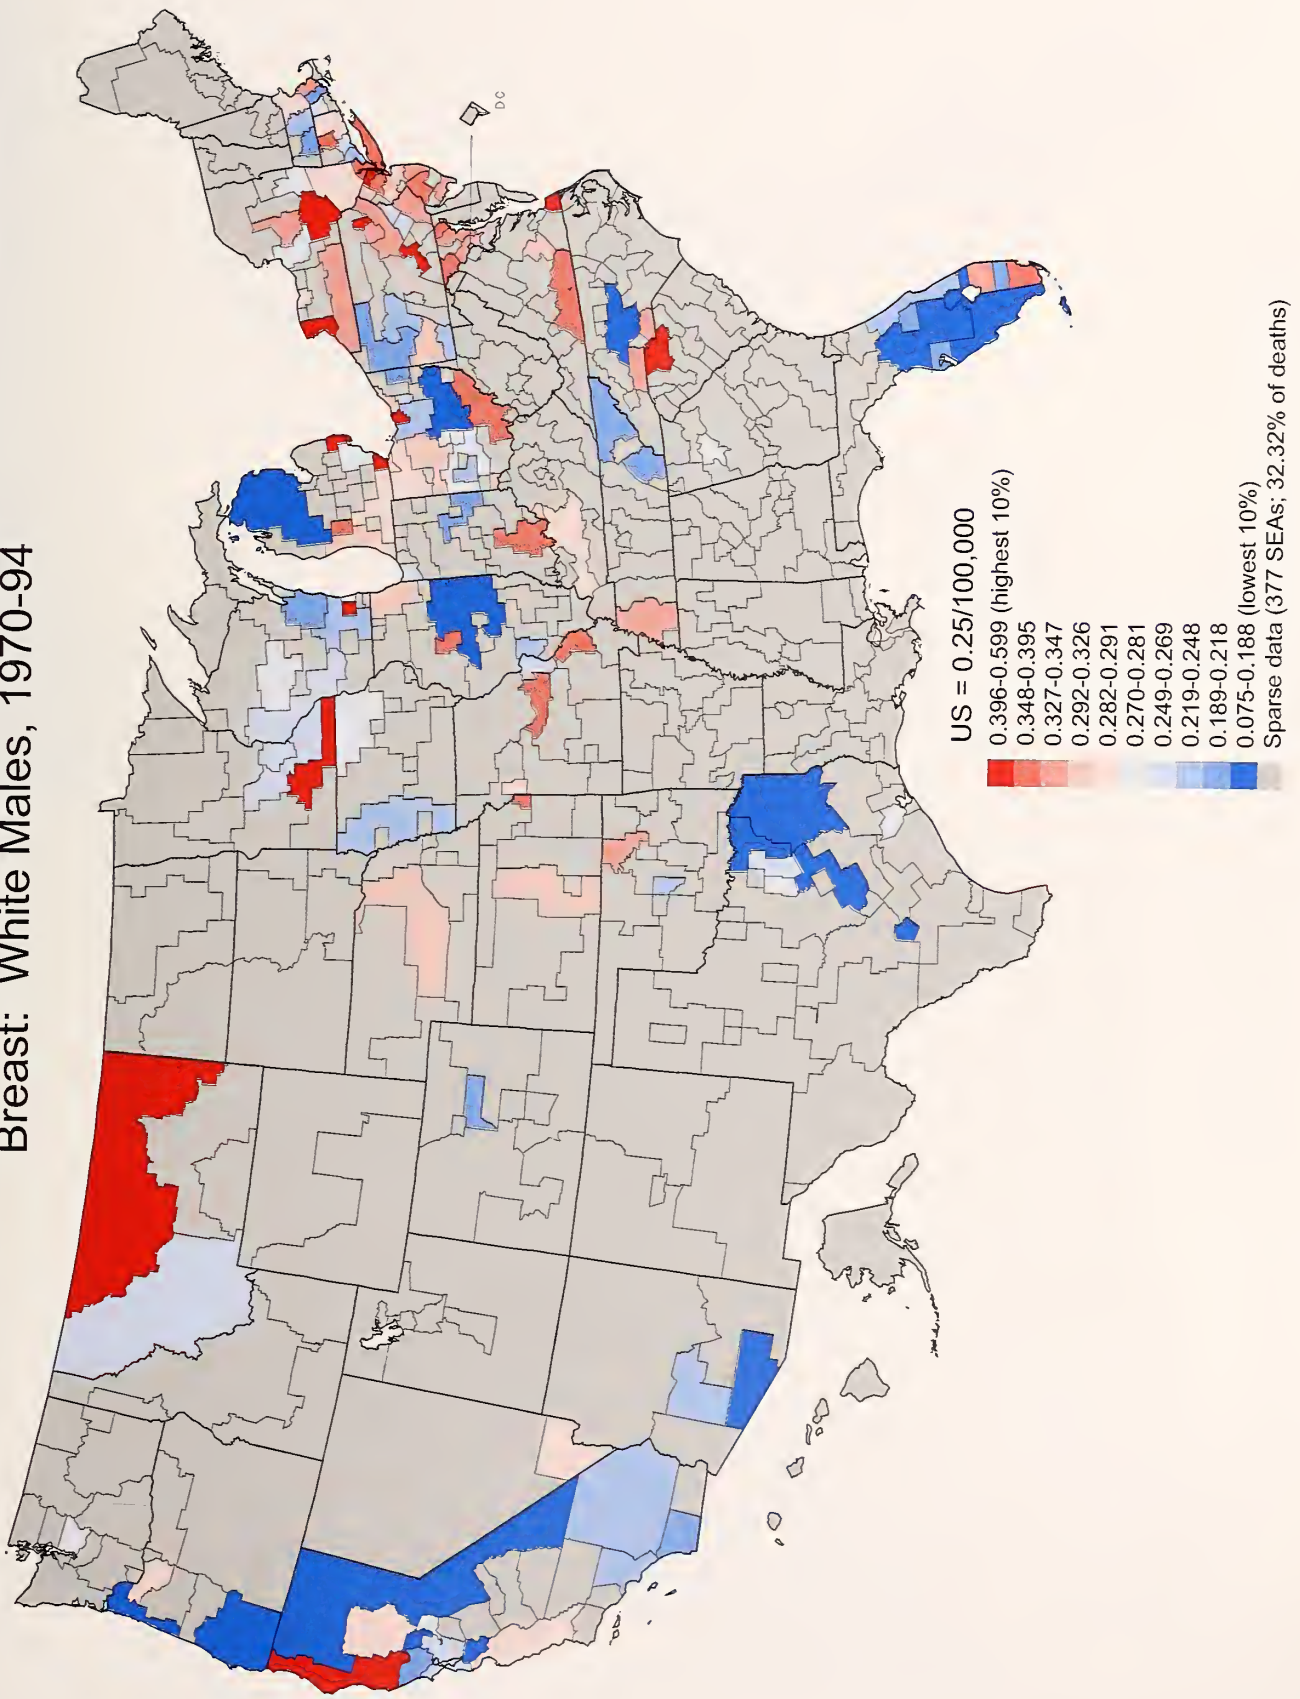 Breast: White Males, 1970-94
DC
US = 0.25/100,000
0.396-0.599 (highest 10%)
0.348-0.395
0.327-0.347
0.292-0.326
0.282-0.291
0.270-0.281
0.249-0.269
0.219-0.248
0.189-0.218
0.075-0.188 (lowest 10%)
Sparse data (377 SEAs; 32.32% of deaths)